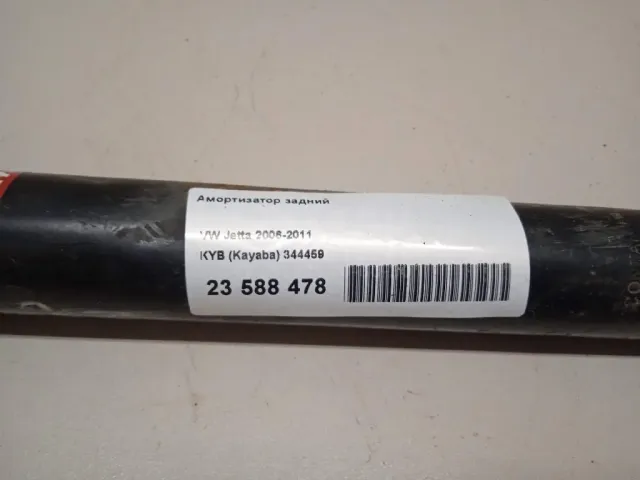 Амортизатор задний
VW Jetta 2006-2011
KYB (Kayaba) 344459
23 588 478